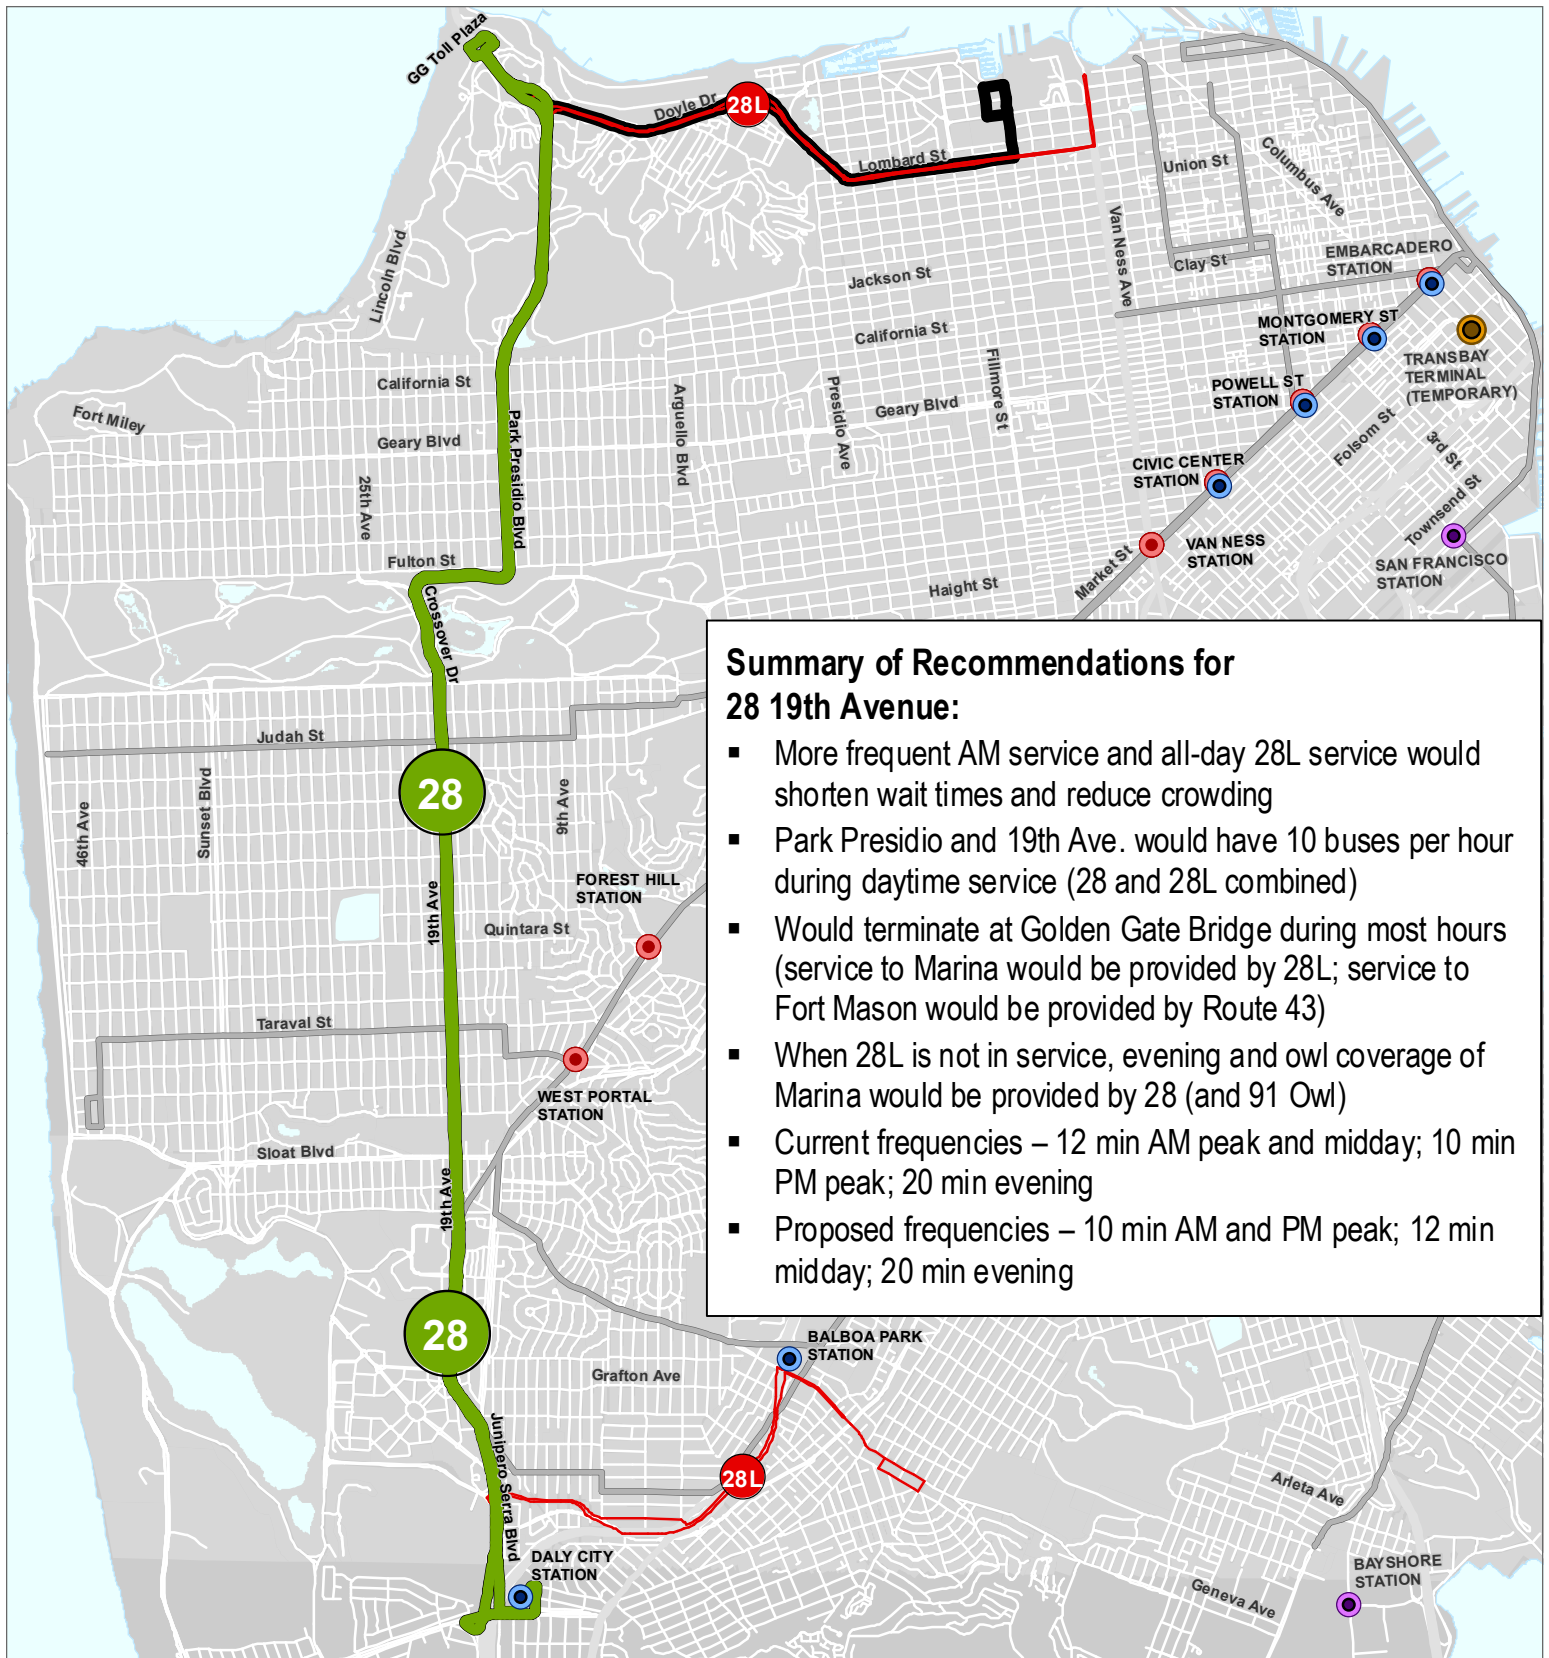 GG Toll Plaza
Doyle Dr
28L
Lombard St
Union St
Columbus Ave
Van Ness Ave
Lincoln Blvd
Jackson St
Clay St
EMBARCADERO
STATION
California St
MONTGOMERY ST
STATION
TRANSBAY
TERMINAL
(TEMPORARY)
California St
Fort Miley
Geary Blvd
Park Presidio Blvd
Arguello Blvd
Presidio Ave
Geary Blvd
Fillmore St
POWELL ST
STATION
Folsom St
3rd St
25th Ave
CIVIC CENTER
STATION
Townsend St
Fulton St
Crossover Dr
Haight St
Market St
VAN NESS
STATION
SAN FRANCISCO
STATION
Summary of Recommendations for
28 19th Avenue:
▪ More frequent AM service and all-day 28L service would
shorten wait times and reduce crowding
▪ Park Presidio and 19th Ave. would have 10 buses per hour
during daytime service (28 and 28L combined)
▪ Would terminate at Golden Gate Bridge during most hours
(service to Marina would be provided by 28L; service to
Fort Mason would be provided by Route 43)
▪ When 28L is not in service, evening and owl coverage of
Marina would be provided by 28 (and 91 Owl)
▪ Current frequencies – 12 min AM peak and midday; 10 min
PM peak; 20 min evening
▪ Proposed frequencies – 10 min AM and PM peak; 12 min
midday; 20 min evening
Judah St
28
46th Ave
Sunset Blvd
9th Ave
19th Ave
FOREST HILL
STATION
Quintara St
Taraval St
WEST PORTAL
STATION
Sloat Blvd
19th Ave
28
BALBOA PARK
STATION
Grafton Ave
Junipero Serra Blvd
28L
Arleta Ave
DALY CITY
STATION
Geneva Ave
BAYSHORE
STATION